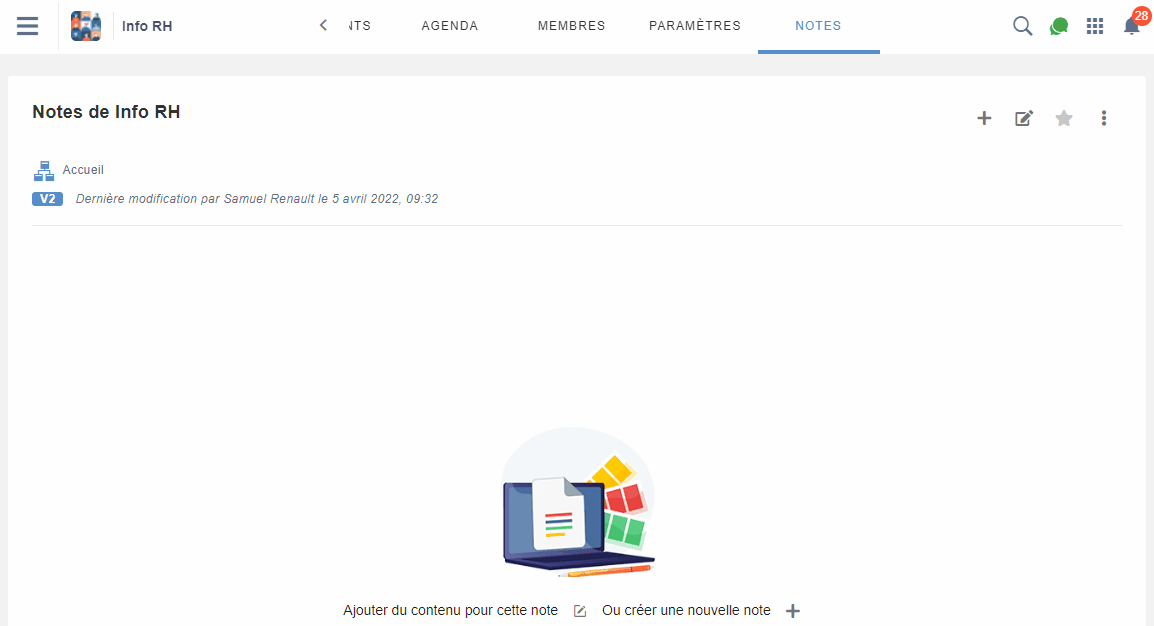 Info RH
NTS AGENDA MEMBRES PARAMÈTRES NOTES
28
Notes de Info RH
Accueil
V2 Dernière modification par Samuel Renault le 5 avril 2022, 09:32
Ajouter du contenu pour cette note Ou créer une nouvelle note